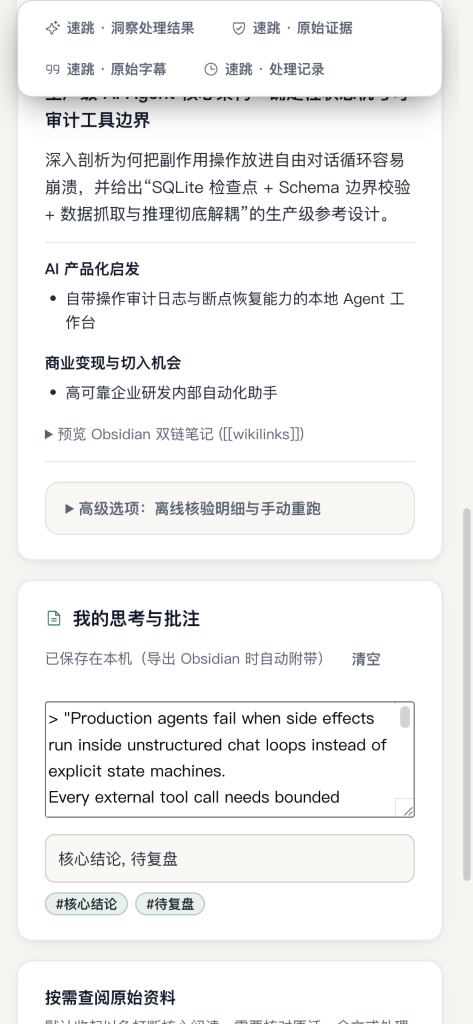 速跳 · 洞察处理结果
速跳 · 原始证据
速跳 · 原始字幕
速跳 · 处理记录
审计工具边界
深入剖析为何把副作用操作放进自由对话循环容易
崩溃，并给出“SQLite 检查点 + Schema 边界校验
+ 数据抓取与推理彻底解耦”的生产级参考设计。
AI 产品化启发
• 自带操作审计日志与断点恢复能力的本地 Agent 工
作台
商业变现与切入机会
• 高可靠企业研发内部自动化助手
▶ 预览 Obsidian 双链笔记 ([[wikilinks]])
▶ 高级选项：离线核验明细与手动重跑
我的思考与批注
已保存在本机（导出 Obsidian 时自动附带）
清空
> "Production agents fail when side effects
run inside unstructured chat loops instead of
explicit state machines.
Every external tool call needs bounded
核心结论, 待复盘
#核心结论
#待复盘
按需查阅原始资料